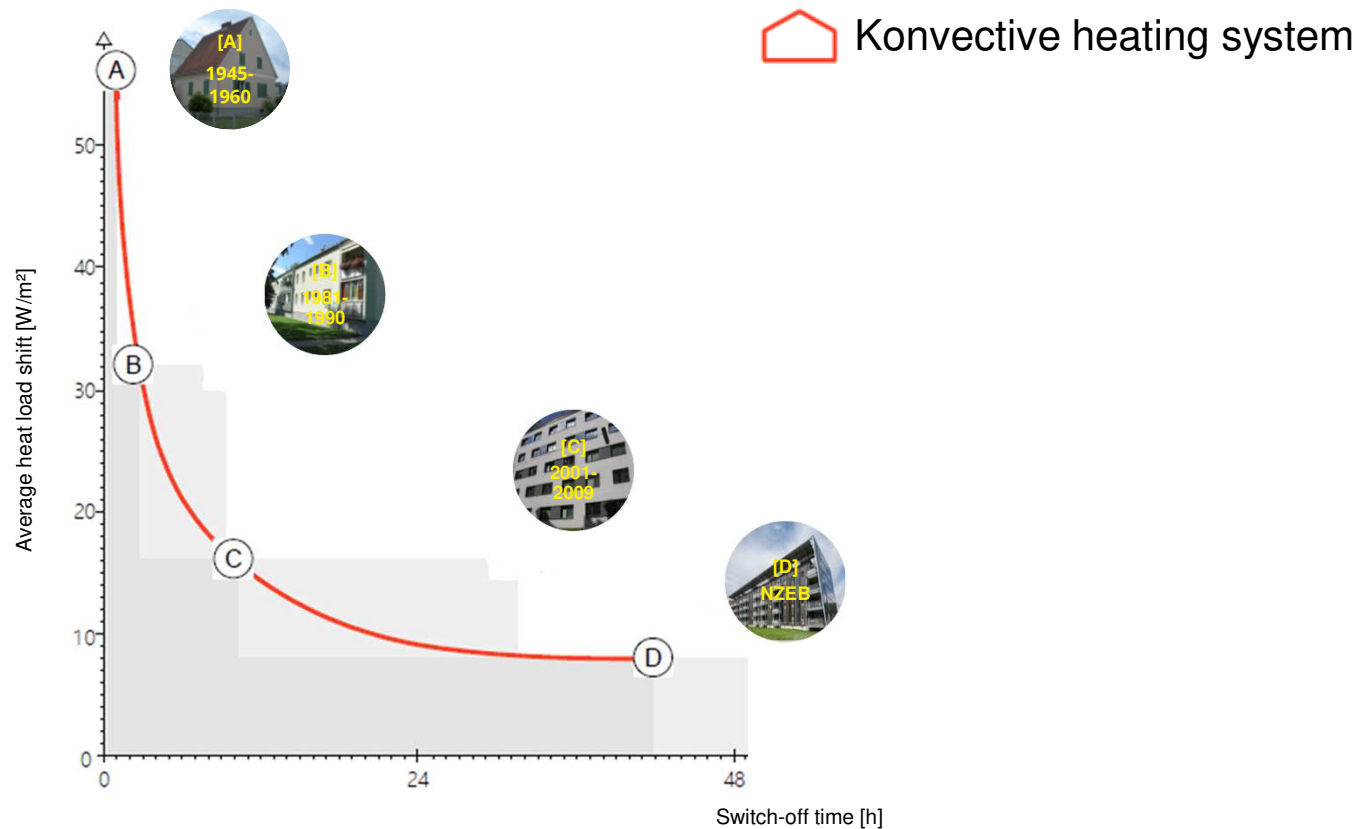 Konvective heating system
A
[A]
1945-
1960
50
40
[B]
1981-
1990
B
30
Average heat load shift [W/m²]
[C]
2001-
2009
20
C
[D]
NZEB
10
D
0
0
24
48
Switch-off time [h]